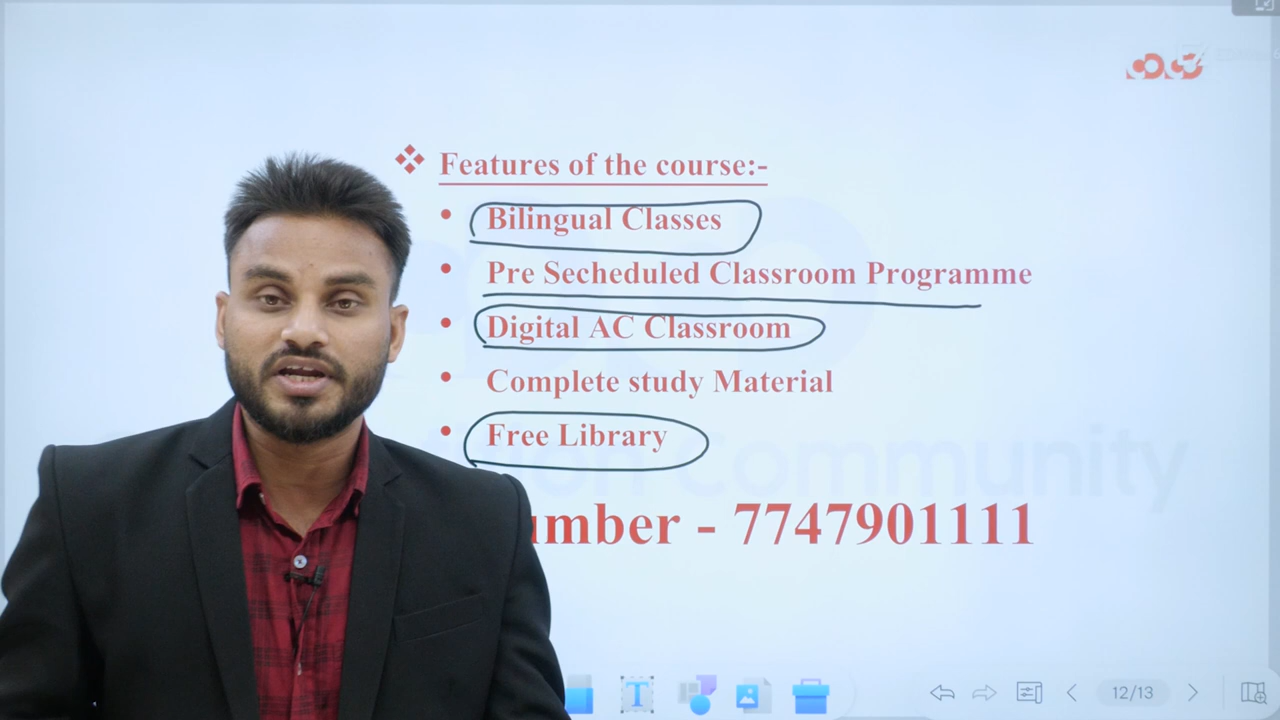 Features of the course:-
• Bilingual Classes
• Pre Secheduled Classroom Programme
• Digital AC Classroom
• Complete study Material
• Free Library
umber - 7747901111
community
12/13